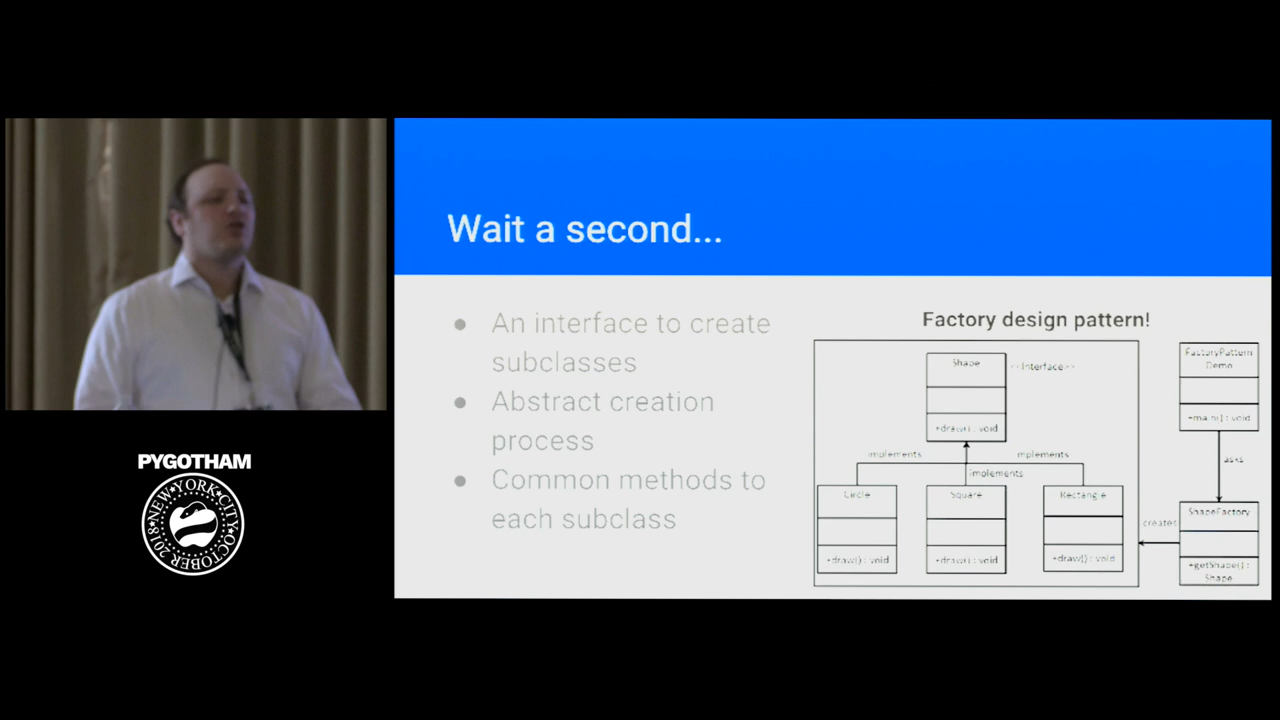 Wait a second...
An interface to create
subclasses
Abstract creation
process
Common methods to
each subclass
Factory design pattern!
Shape
<<Interface>>
+draw() : void
implements
implements
implements
Circle
+draw() : void
Square
+draw() : void
Rectangle
+draw() : void
FactoryPattern
Demo
+main() : void
asks
creates
ShapeFactory
+getShape() :
Shape
PYGOTHAM
NEW·YORK·CITY·OCTOBER 2018